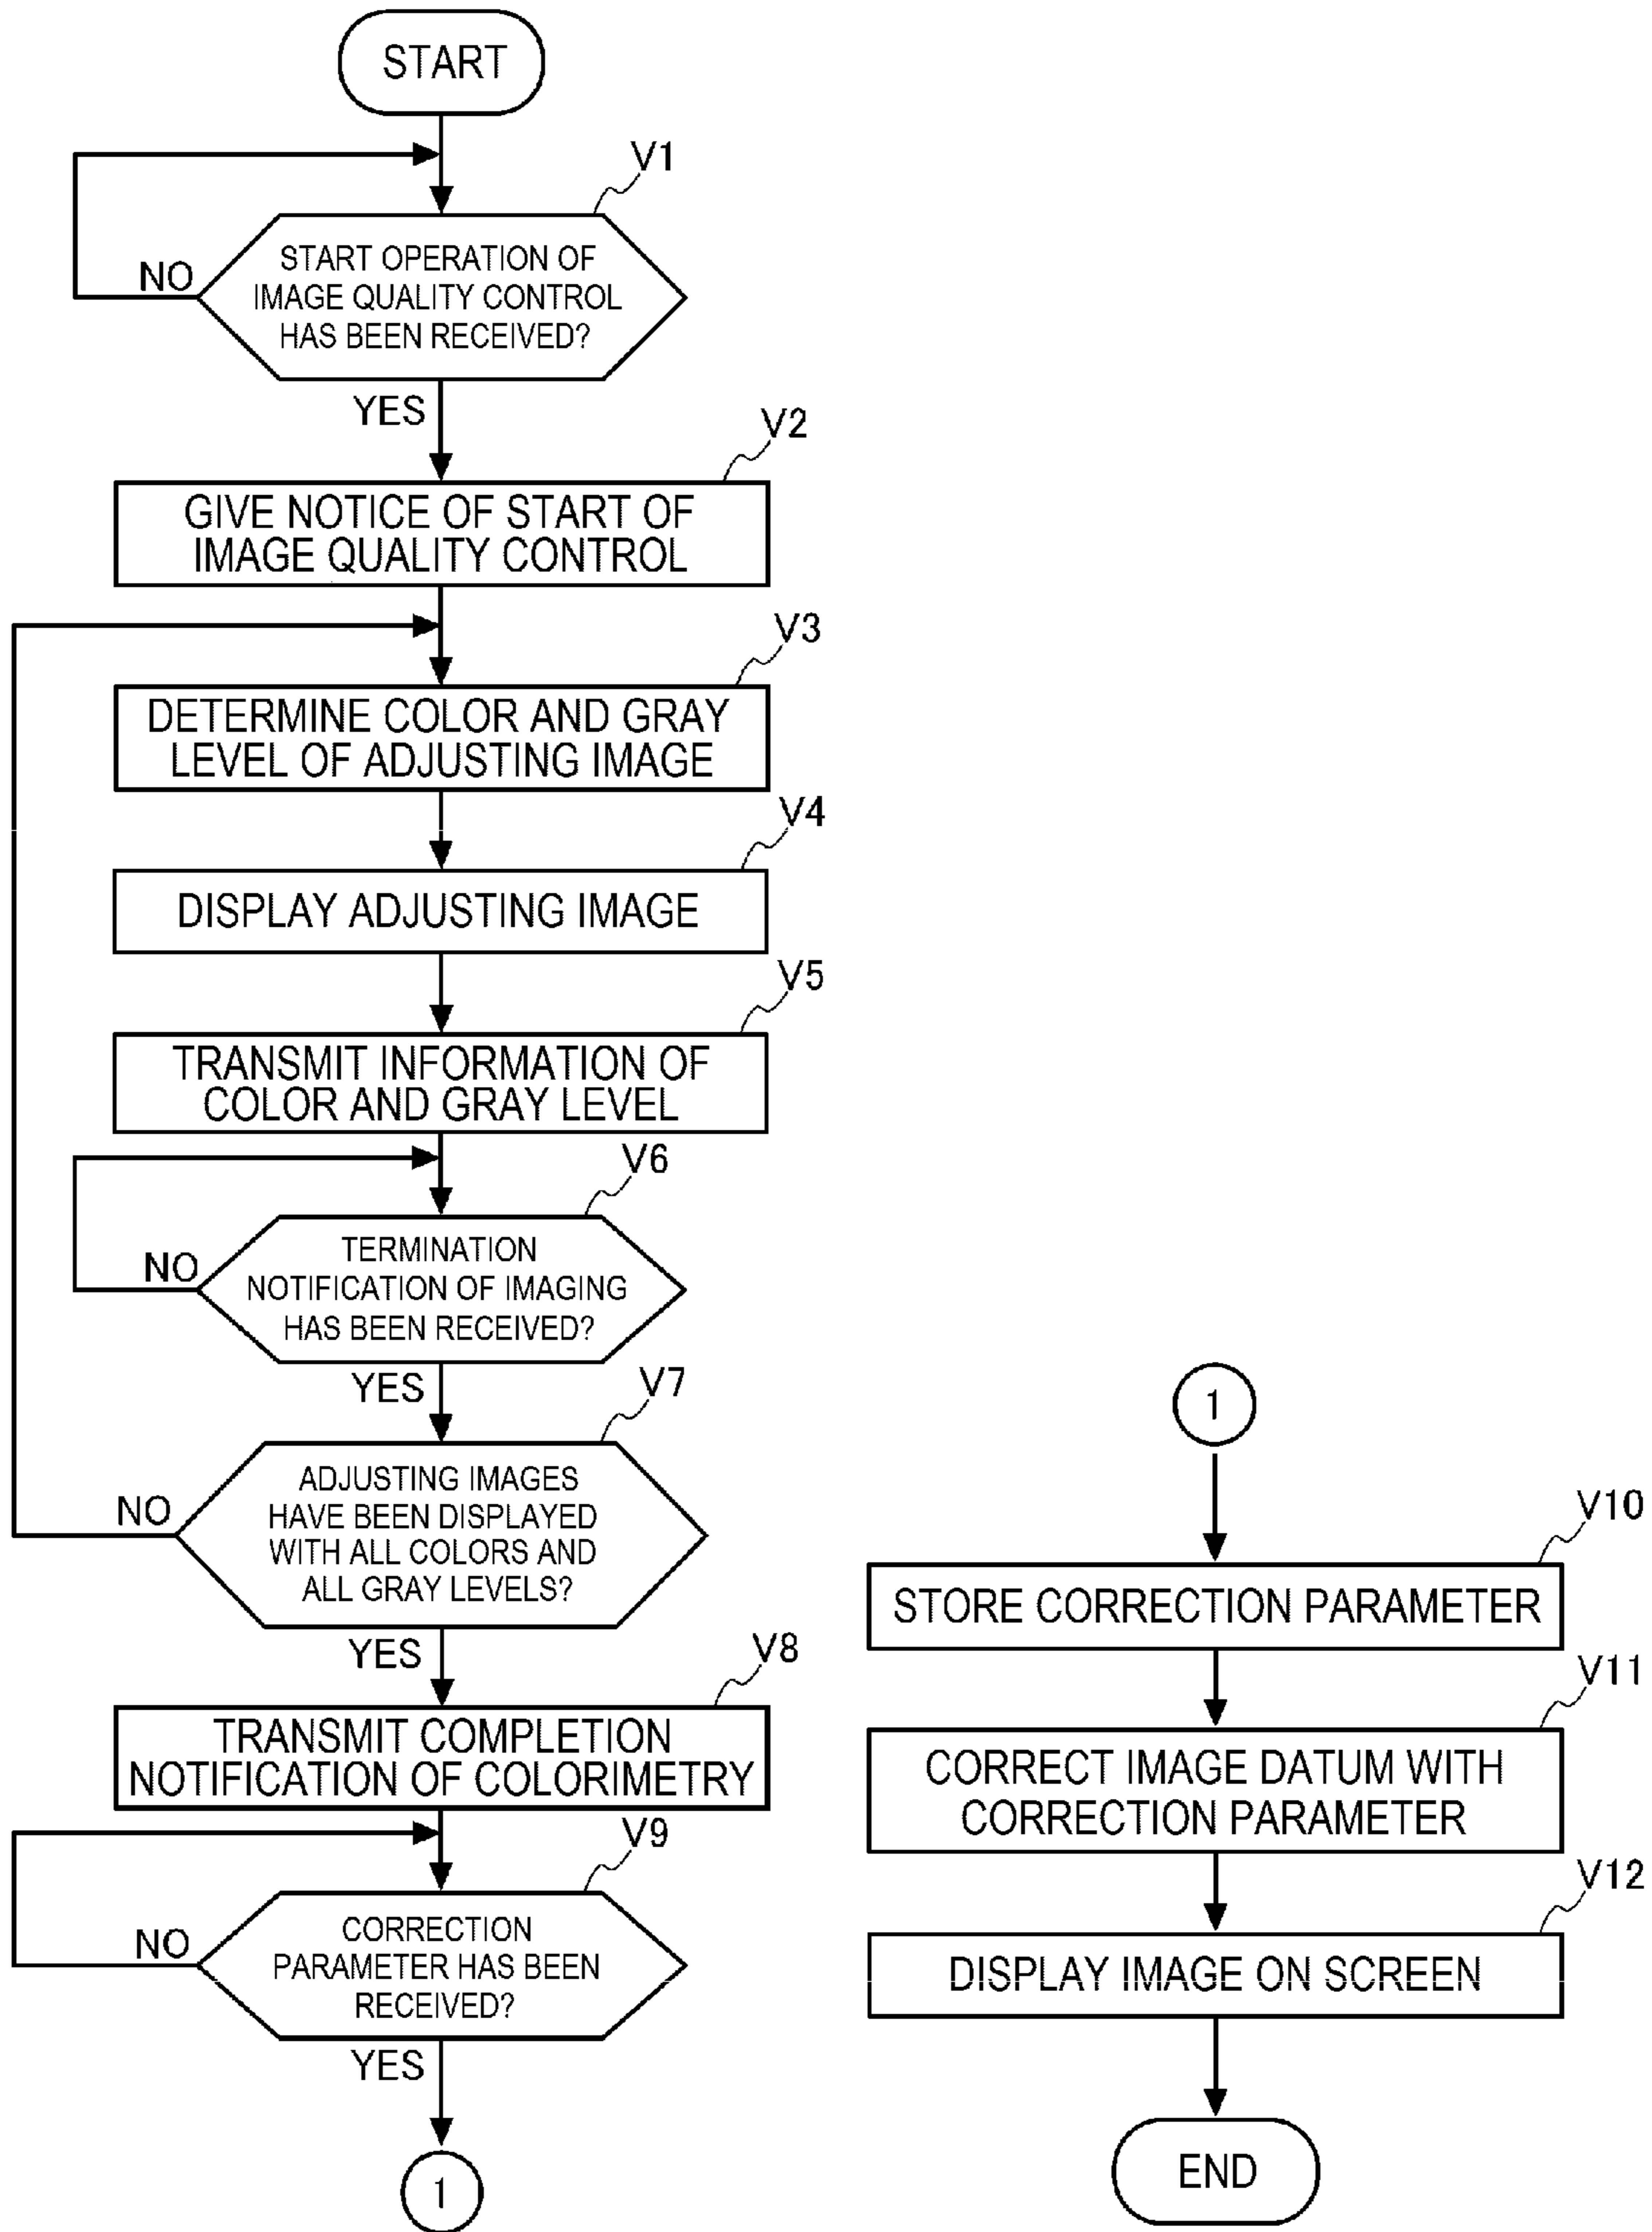 START
V1
START OPERATION OF
IMAGE QUALITY CONTROL
HAS BEEN RECEIVED?
NO
YES
V2
GIVE NOTICE OF START OF
IMAGE QUALITY CONTROL
V3
DETERMINE COLOR AND GRAY
LEVEL OF ADJUSTING IMAGE
V4
DISPLAY ADJUSTING IMAGE
V5
TRANSMIT INFORMATION OF
COLOR AND GRAY LEVEL
V6
TERMINATION
NOTIFICATION OF IMAGING
HAS BEEN RECEIVED?
NO
YES
V7
ADJUSTING IMAGES
HAVE BEEN DISPLAYED
WITH ALL COLORS AND
ALL GRAY LEVELS?
NO
YES
V8
TRANSMIT COMPLETION
NOTIFICATION OF COLORIMETRY
V9
CORRECTION
PARAMETER HAS BEEN
RECEIVED?
NO
YES
1
1
V10
STORE CORRECTION PARAMETER
V11
CORRECT IMAGE DATUM WITH
CORRECTION PARAMETER
V12
DISPLAY IMAGE ON SCREEN
END